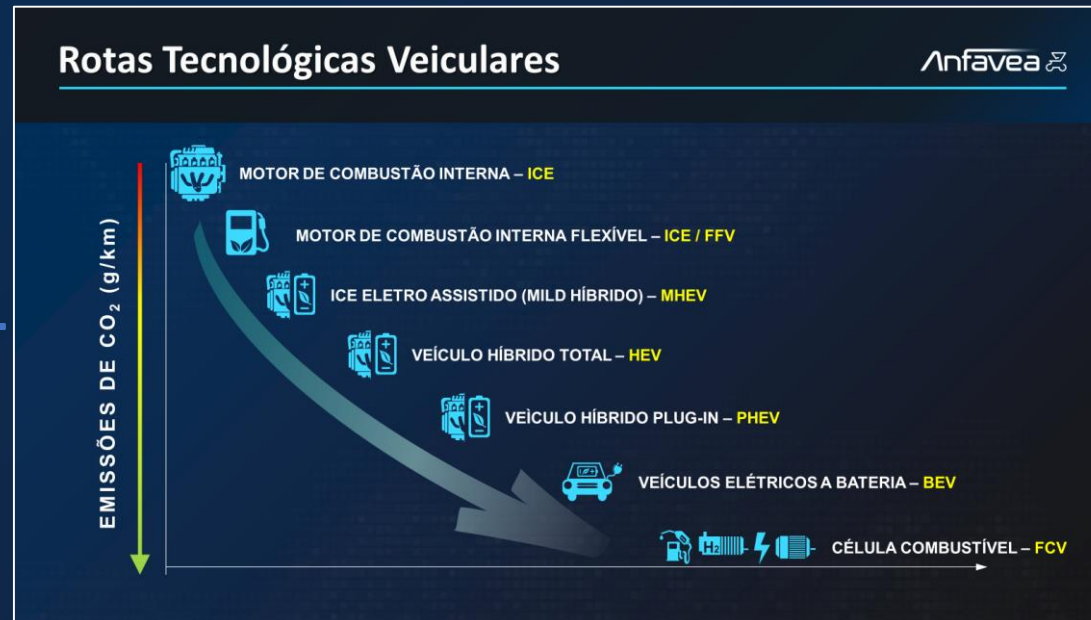 Rotas Tecnológicas Veiculares
Anfavea
MOTOR DE COMBUSTÃO INTERNA – ICE
MOTOR DE COMBUSTÃO INTERNA FLEXÍVEL – ICE / FFV
ICE ELETRO ASSISTIDO (MILD HÍBRIDO) – MHEV
VEÍCULO HÍBRIDO TOTAL – HEV
VEÌCULO HÍBRIDO PLUG-IN – PHEV
VEÍCULOS ELÉTRICOS A BATERIA – BEV
H2
CÉLULA COMBUSTÍVEL – FCV
EMISSÕES DE CO₂ (g/km)